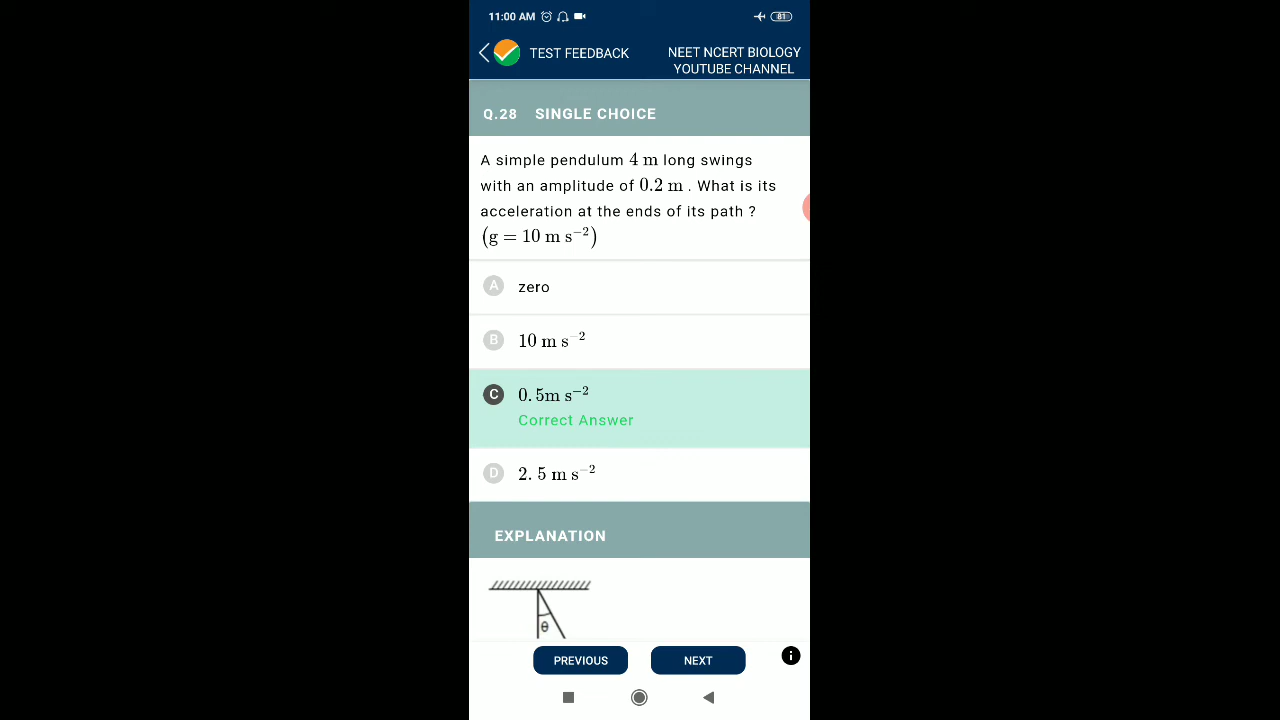 11:00 AM 81
TEST FEEDBACK
NEET NCERT BIOLOGY
YOUTUBE CHANNEL
Q.28 SINGLE CHOICE
A simple pendulum 4 m long swings
with an amplitude of 0.2 m . What is its
acceleration at the ends of its path ?
(g = 10 m s⁻²)
A zero
B 10 m s⁻²
C 0. 5m s⁻²
Correct Answer
D 2. 5 m s⁻²
EXPLANATION
θ
PREVIOUS NEXT i